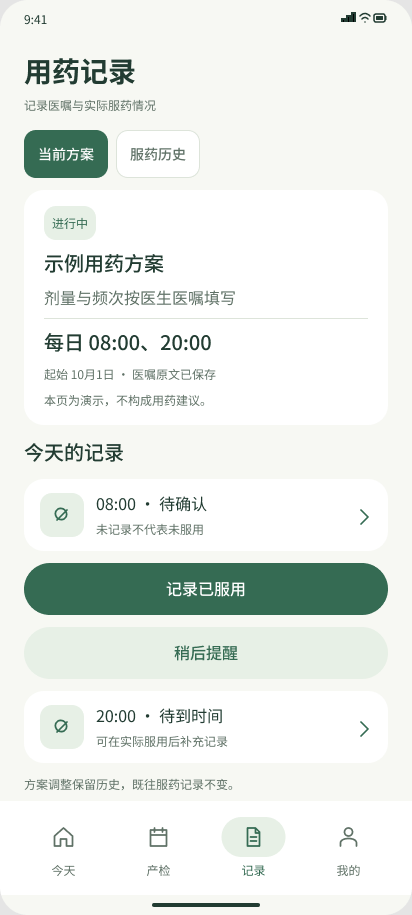 9:41
用药记录
记录医嘱与实际服药情况
当前方案
服药历史
进行中
示例用药方案
剂量与频次按医生医嘱填写
每日 08:00、20:00
起始 10月1日 · 医嘱原文已保存
本页为演示，不构成用药建议。
今天的记录
08:00 · 待确认
未记录不代表未服用
记录已服用
稍后提醒
20:00 · 待到时间
可在实际服用后补充记录
方案调整保留历史，既往服药记录不变。
今天
产检
记录
我的